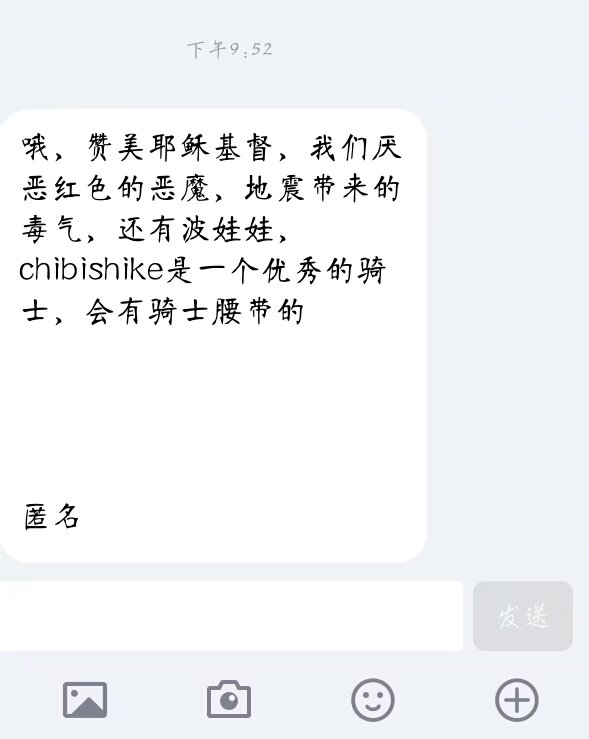 下午9:52
哦，赞美耶稣基督，我们厌
恶红色的恶魔，地震带来的
毒气，还有波娃娃，
chibishike是一个优秀的骑
士，会有骑士腰带的
匿名
发送